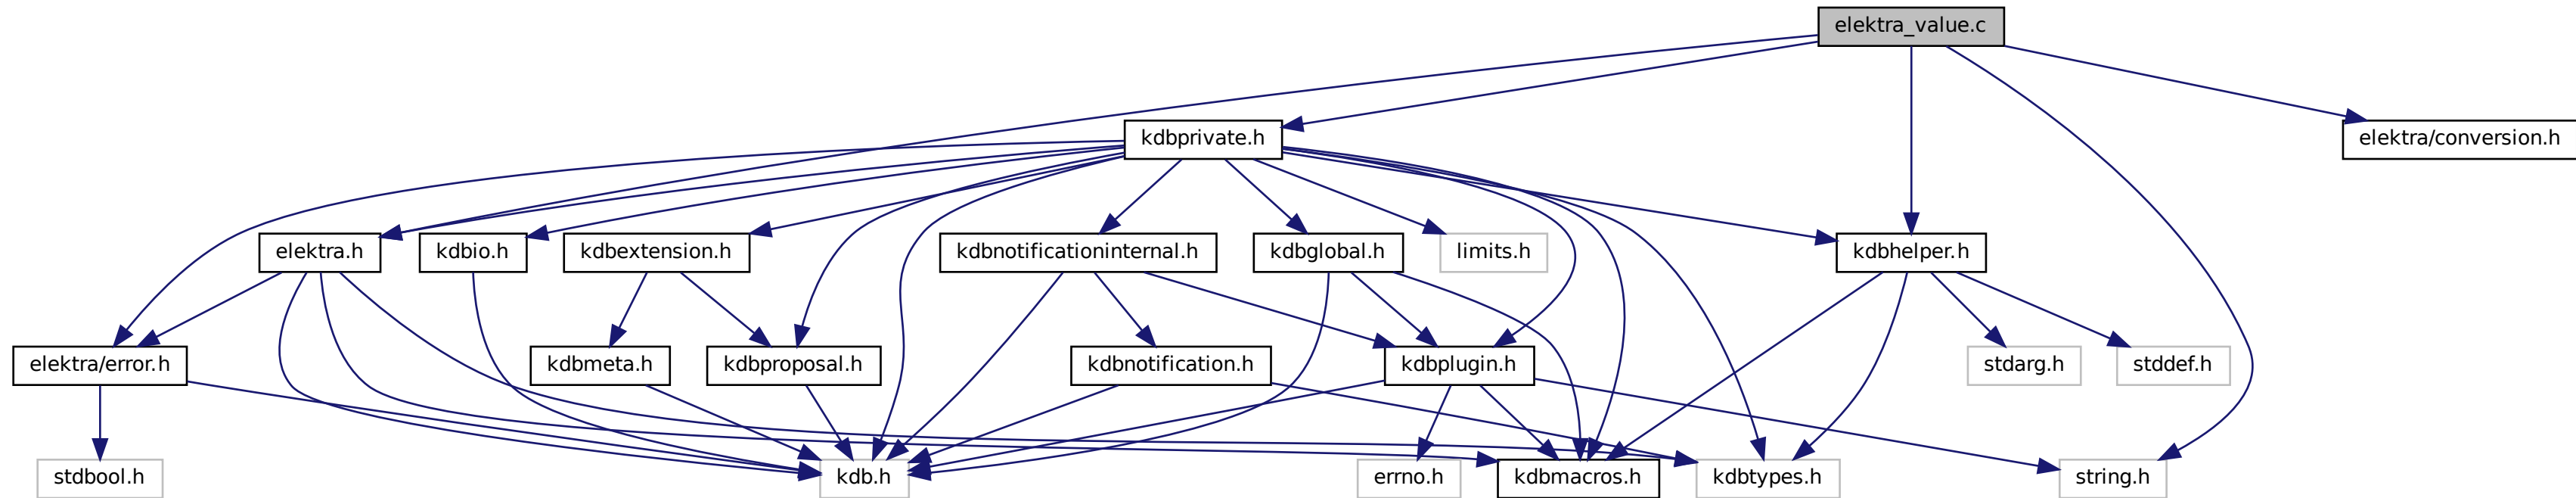 elektra_value.c
kdbprivate.h
elektra/conversion.h
elektra.h
kdbio.h
kdbextension.h
kdbnotificationinternal.h
kdbglobal.h
limits.h
kdbhelper.h
elektra/error.h
kdbmeta.h
kdbproposal.h
kdbnotification.h
kdbplugin.h
stdarg.h
stddef.h
stdbool.h
kdb.h
errno.h
kdbmacros.h
kdbtypes.h
string.h